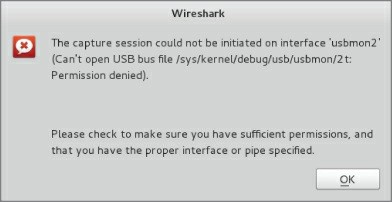 Wireshark
The capture session could not be initiated on interface 'usbmon2'
(Can't open USB bus file /sys/kernel/debug/usb/usbmon/2t:
Permission denied).
Please check to make sure you have sufficient permissions, and
that you have the proper interface or pipe specified.
OK